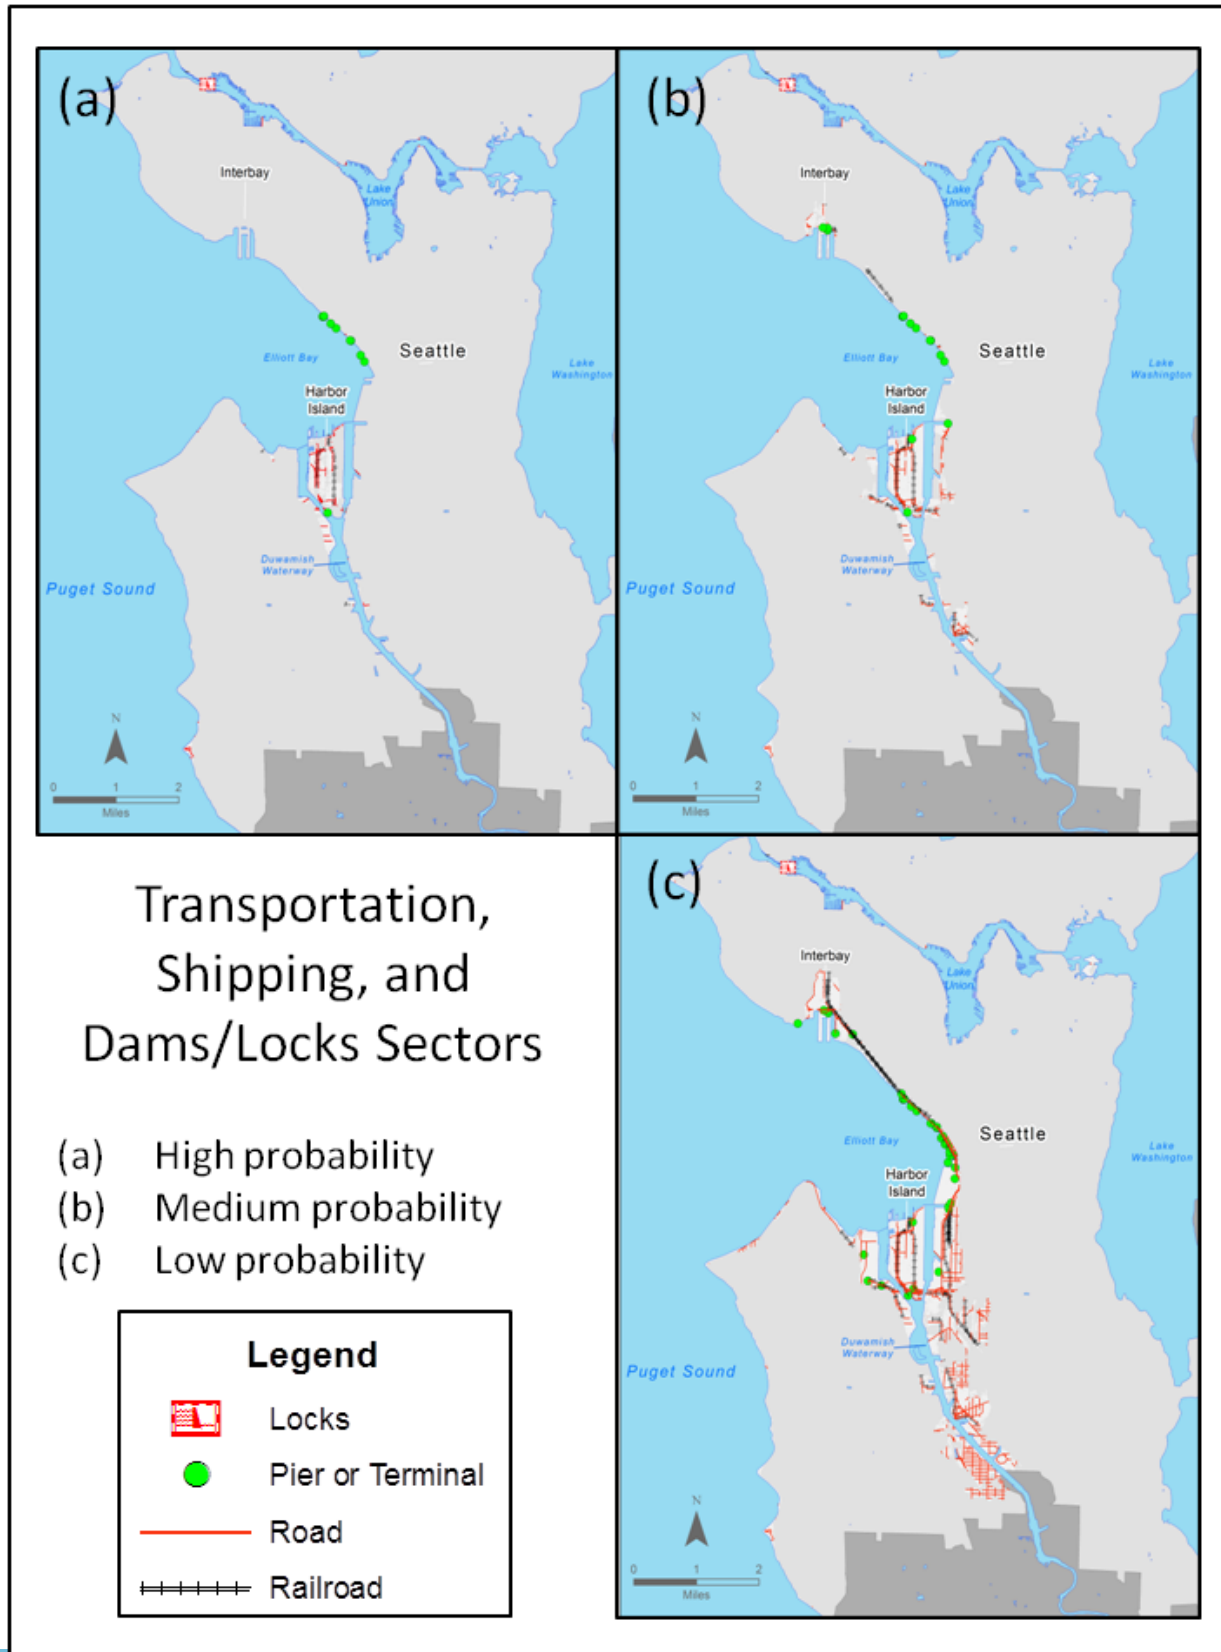 (a)
Interbay
Lake
Union
Elliott Bay
Seattle
Lake
Washington
Harbor
Island
Duwamish
Waterway
Puget Sound
N
0 1 2
Miles
(b)
Interbay
Lake
Union
Elliott Bay
Seattle
Lake
Washington
Harbor
Island
Duwamish
Waterway
Puget Sound
N
0 1 2
Miles
Transportation,
Shipping, and
Dams/Locks Sectors
(a) High probability
(b) Medium probability
(c) Low probability
Legend
Locks
Pier or Terminal
Road
Railroad
(c)
Interbay
Lake
Union
Elliott Bay
Seattle
Lake
Washington
Harbor
Island
Duwamish
Waterway
Puget Sound
N
0 1 2
Miles